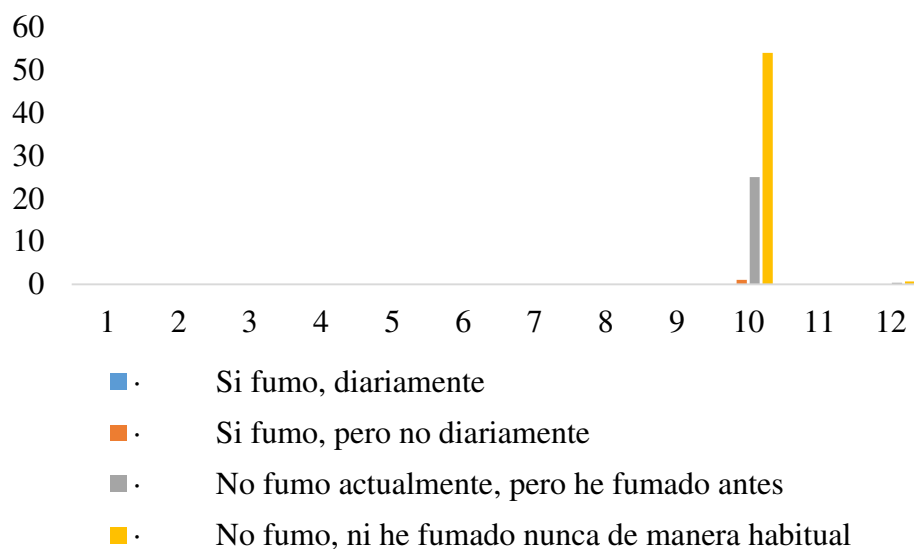 60
50
40
30
20
10
0
1 2 3 4 5 6 7 8 9 10 11 12
· Si fumo, diariamente
· Si fumo, pero no diariamente
· No fumo actualmente, pero he fumado antes
· No fumo, ni he fumado nunca de manera habitual